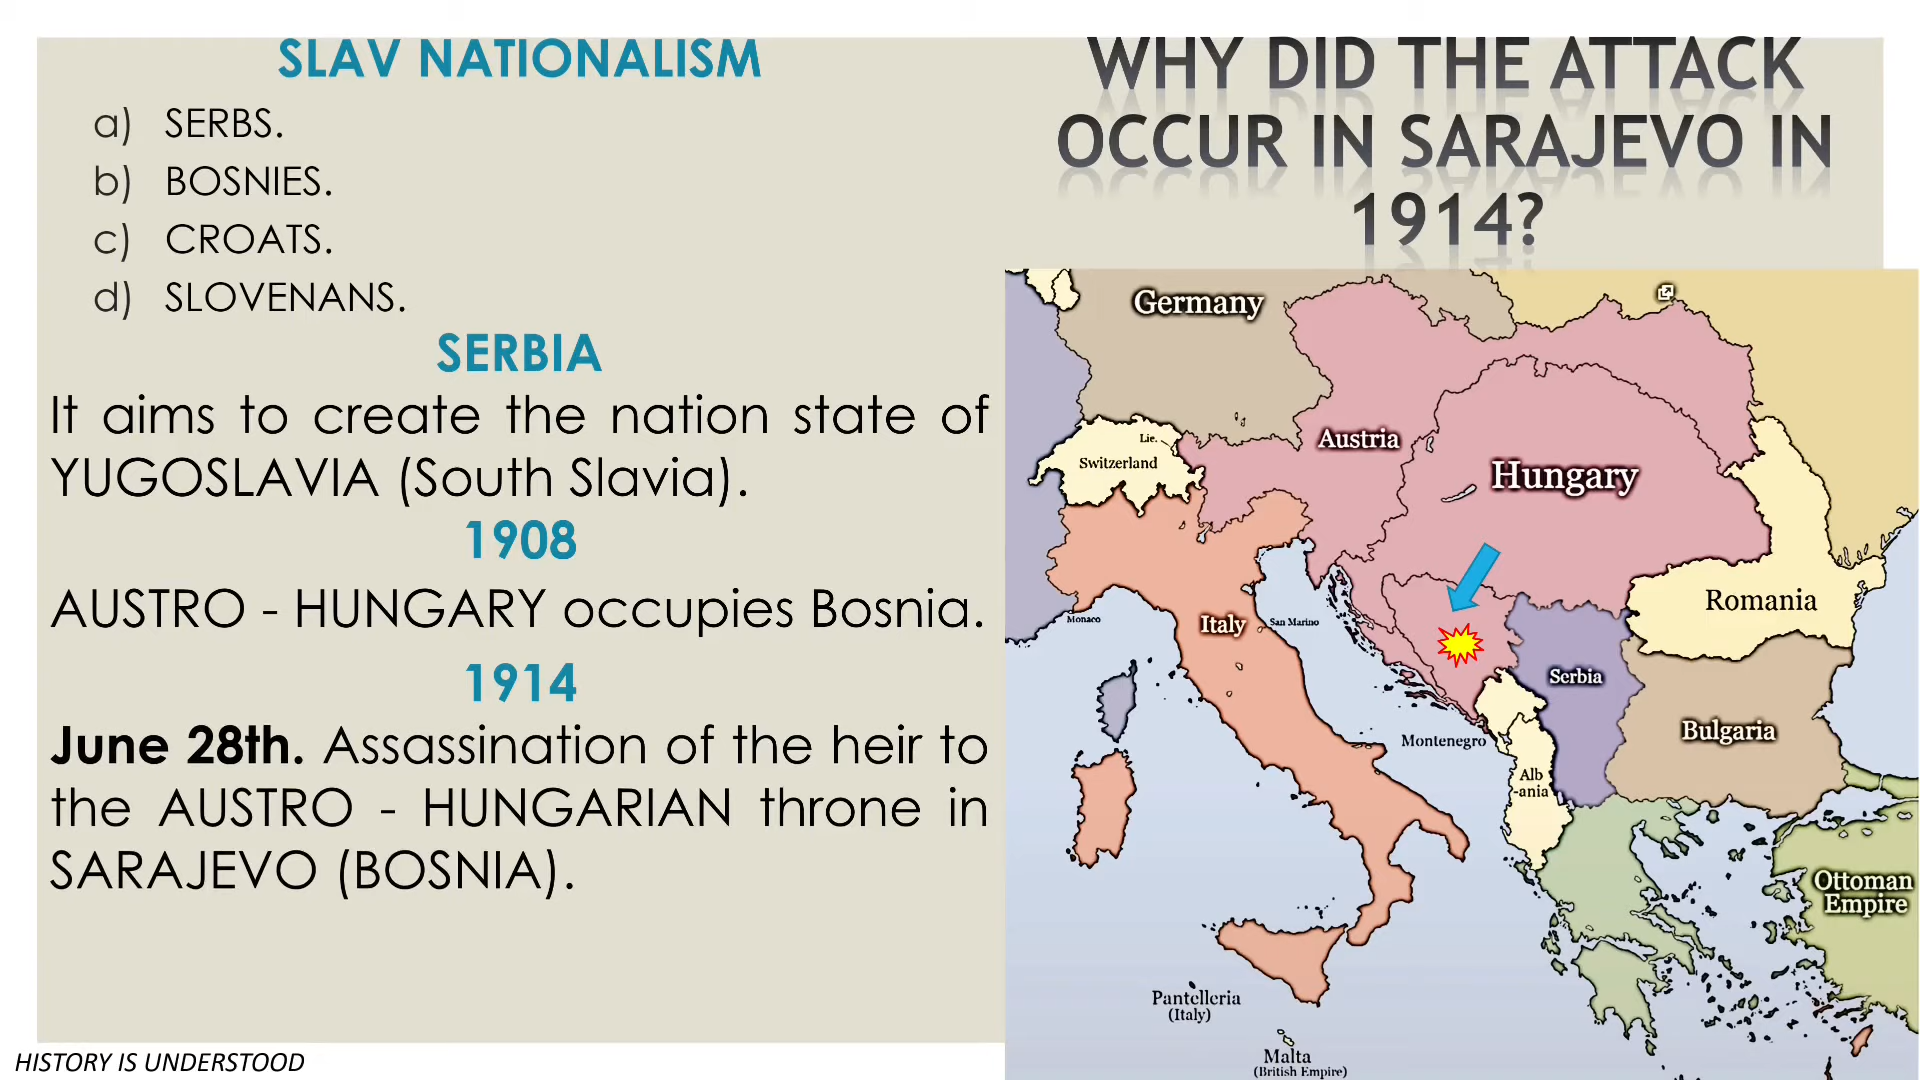 SLAV NATIONALISM
a) SERBS.
b) BOSNIES.
c) CROATS.
d) SLOVENANS.
SERBIA
It aims to create the nation state of
YUGOSLAVIA (South Slavia).
1908
AUSTRO - HUNGARY occupies Bosnia.
1914
June 28th. Assassination of the heir to
the AUSTRO - HUNGARIAN throne in
SARAJEVO (BOSNIA).
WHY DID THE ATTACK
OCCUR IN SARAJEVO IN
1914?
Germany
Lie.
Switzerland
Austria
Hungary
Monaco
Italy
San Marino
Romania
Serbia
Montenegro
Bulgaria
Alb
-ania
Ottoman
Empire
Pantelleria
(Italy)
Malta
(British Empire)
HISTORY IS UNDERSTOOD